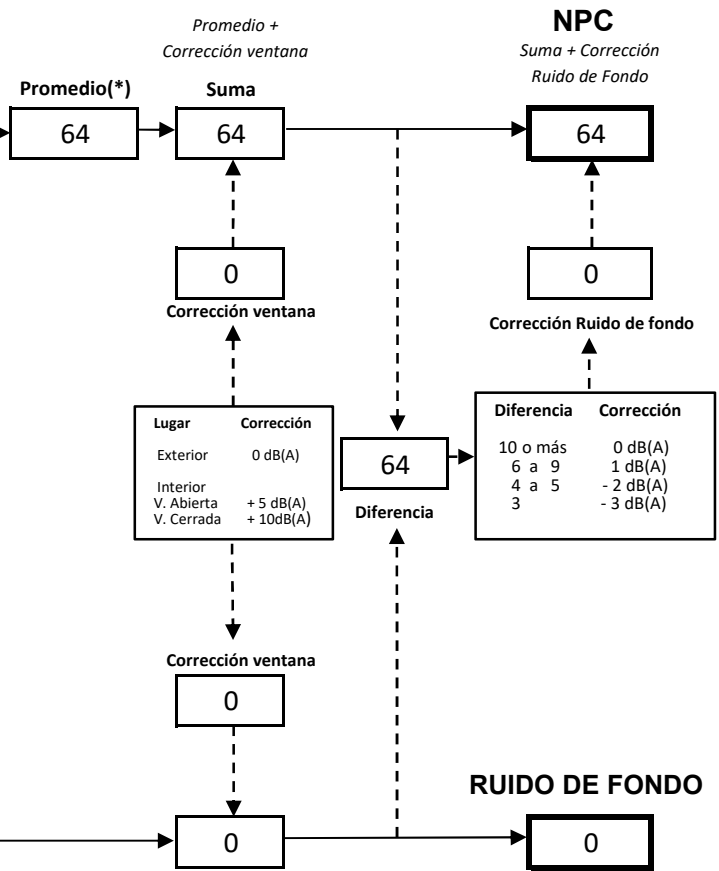 Promedio +
Corrección ventana
NPC
Suma + Corrección
Ruido de Fondo
Promedio(*)
Suma
64
64
64
0
0
Corrección ventana
Corrección Ruido de fondo
Lugar Corrección
Exterior 0 dB(A)
Interior
V. Abierta + 5 dB(A)
V. Cerrada + 10dB(A)
64
Diferencia
Diferencia Corrección
10 o más 0 dB(A)
6 a 9 1 dB(A)
4 a 5 - 2 dB(A)
3 - 3 dB(A)
Corrección ventana
0
RUIDO DE FONDO
0
0